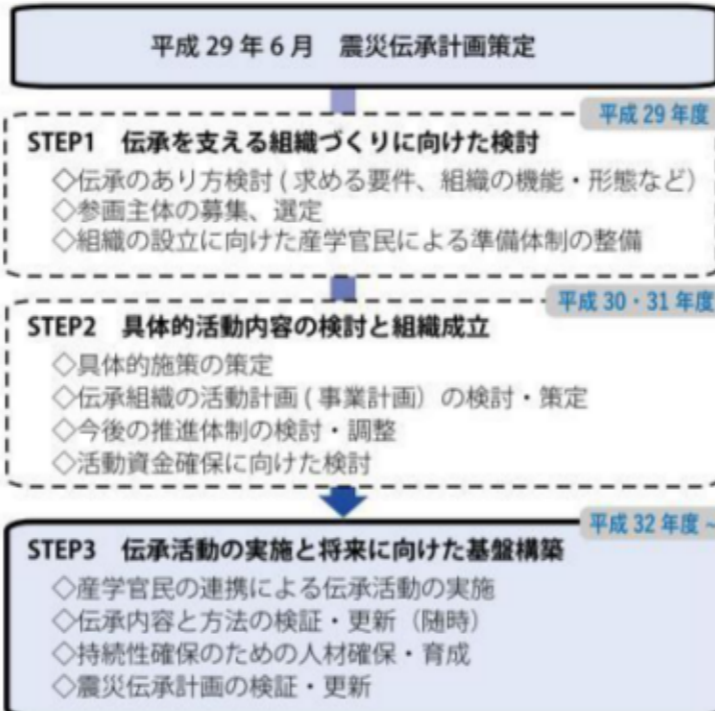 平成 29 年 6 月　震災伝承計画策定
平成 29 年度
STEP1　伝承を支える組織づくりに向けた検討
◇伝承のあり方検討 ( 求める要件、組織の機能・形態など）
◇参画主体の募集、選定
◇組織の設立に向けた産学官民による準備体制の整備
平成 30・31 年度
STEP2　具体的活動内容の検討と組織成立
◇具体的施策の策定
◇伝承組織の活動計画 ( 事業計画）の検討・策定
◇今後の推進体制の検討・調整
◇活動資金確保に向けた検討
平成 32 年度 ~
STEP3　伝承活動の実施と将来に向けた基盤構築
◇産学官民の連携による伝承活動の実施
◇伝承内容と方法の検証・更新（随時）
◇持続性確保のための人材確保・育成
◇震災伝承計画の検証・更新